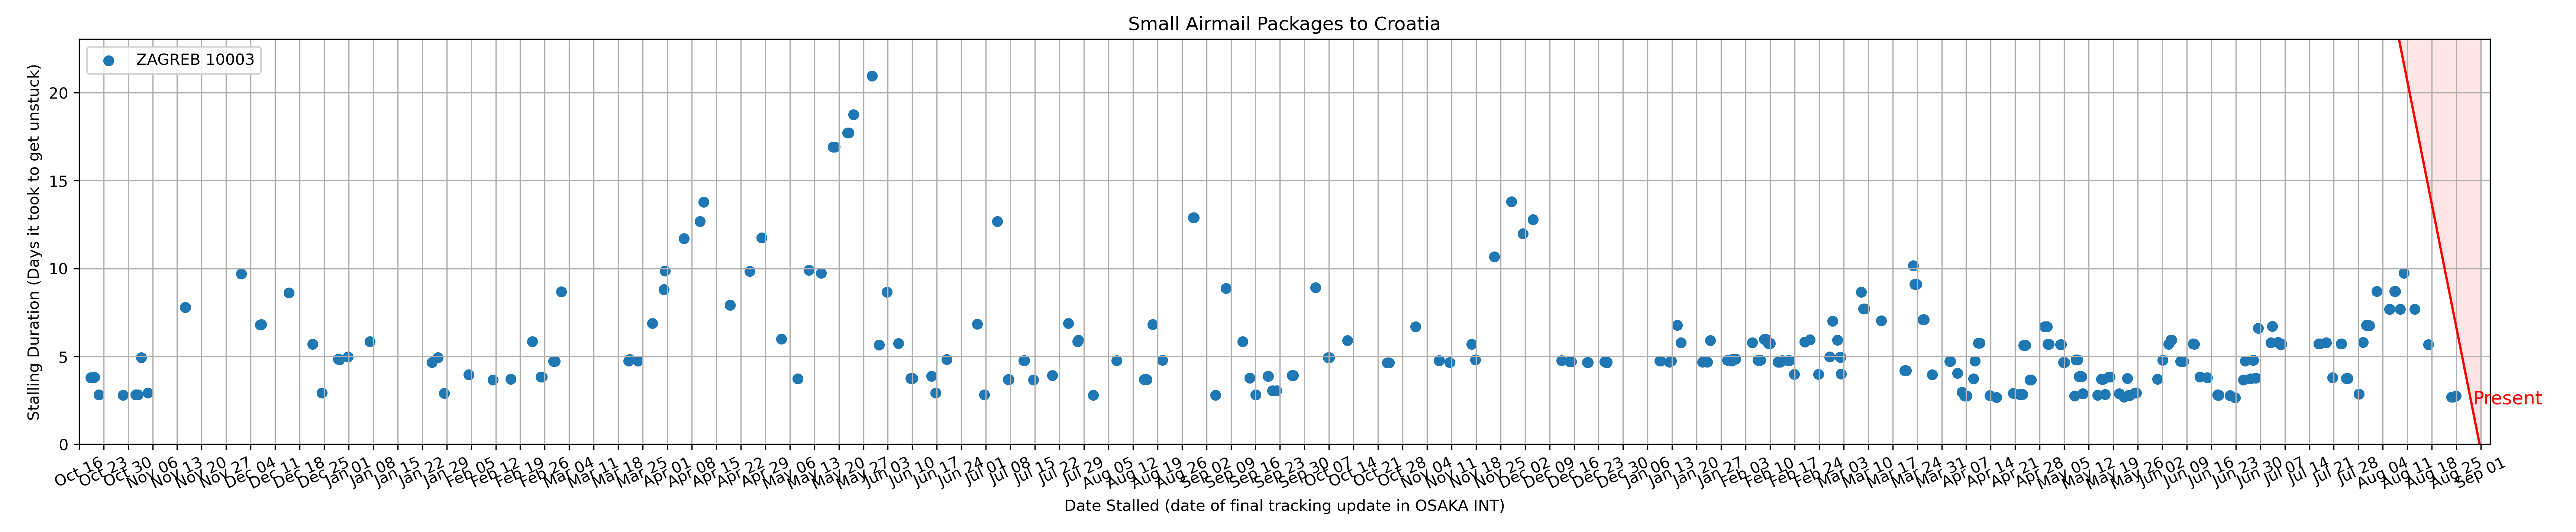 Small Airmail Packages to Croatia
ZAGREB 10003
Stalling Duration (Days it took to get unstuck)
20
15
10
5
0
Present
Oct 16
Oct 23
Oct 30
Nov 06
Nov 13
Nov 20
Nov 27
Dec 04
Dec 11
Dec 18
Dec 25
Jan 01
Jan 08
Jan 15
Jan 22
Jan 29
Feb 05
Feb 12
Feb 19
Feb 26
Mar 04
Mar 11
Mar 18
Mar 25
Apr 01
Apr 08
Apr 15
Apr 22
Apr 29
May 06
May 13
May 20
May 27
Jun 03
Jun 10
Jun 17
Jun 24
Jul 01
Jul 08
Jul 15
Jul 22
Jul 29
Aug 05
Aug 12
Aug 19
Aug 26
Sep 02
Sep 09
Sep 16
Sep 23
Sep 30
Oct 07
Oct 14
Oct 21
Oct 28
Nov 04
Nov 11
Nov 18
Nov 25
Dec 02
Dec 09
Dec 16
Dec 23
Dec 30
Jan 06
Jan 13
Jan 20
Jan 27
Feb 03
Feb 10
Feb 17
Feb 24
Mar 03
Mar 10
Mar 17
Mar 24
Mar 31
Apr 07
Apr 14
Apr 21
Apr 28
May 05
May 12
May 19
May 26
Jun 02
Jun 09
Jun 16
Jun 23
Jun 30
Jul 07
Jul 14
Jul 21
Jul 28
Aug 04
Aug 11
Aug 18
Aug 25
Sep 01
Date Stalled (date of final tracking update in OSAKA INT)